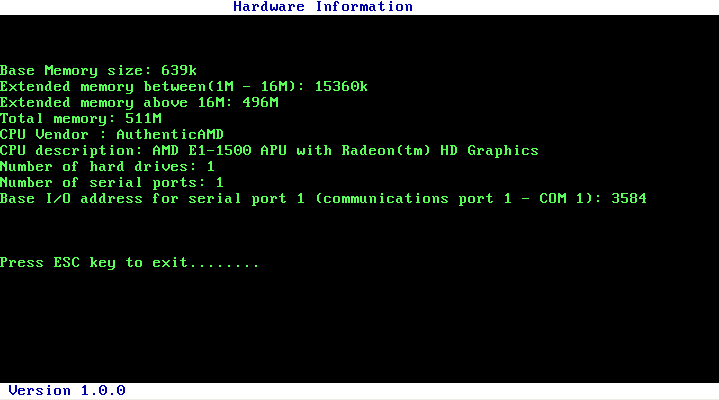 Hardware Information
Base Memory size: 639k
Extended memory between(1M - 16M): 15360k
Extended memory above 16M: 496M
Total memory: 511M
CPU Vendor : AuthenticAMD
CPU description: AMD E1-1500 APU with Radeon(tm) HD Graphics
Number of hard drives: 1
Number of serial ports: 1
Base I/O address for serial port 1 (communications port 1 - COM 1): 3584
Press ESC key to exit........
Version 1.0.0